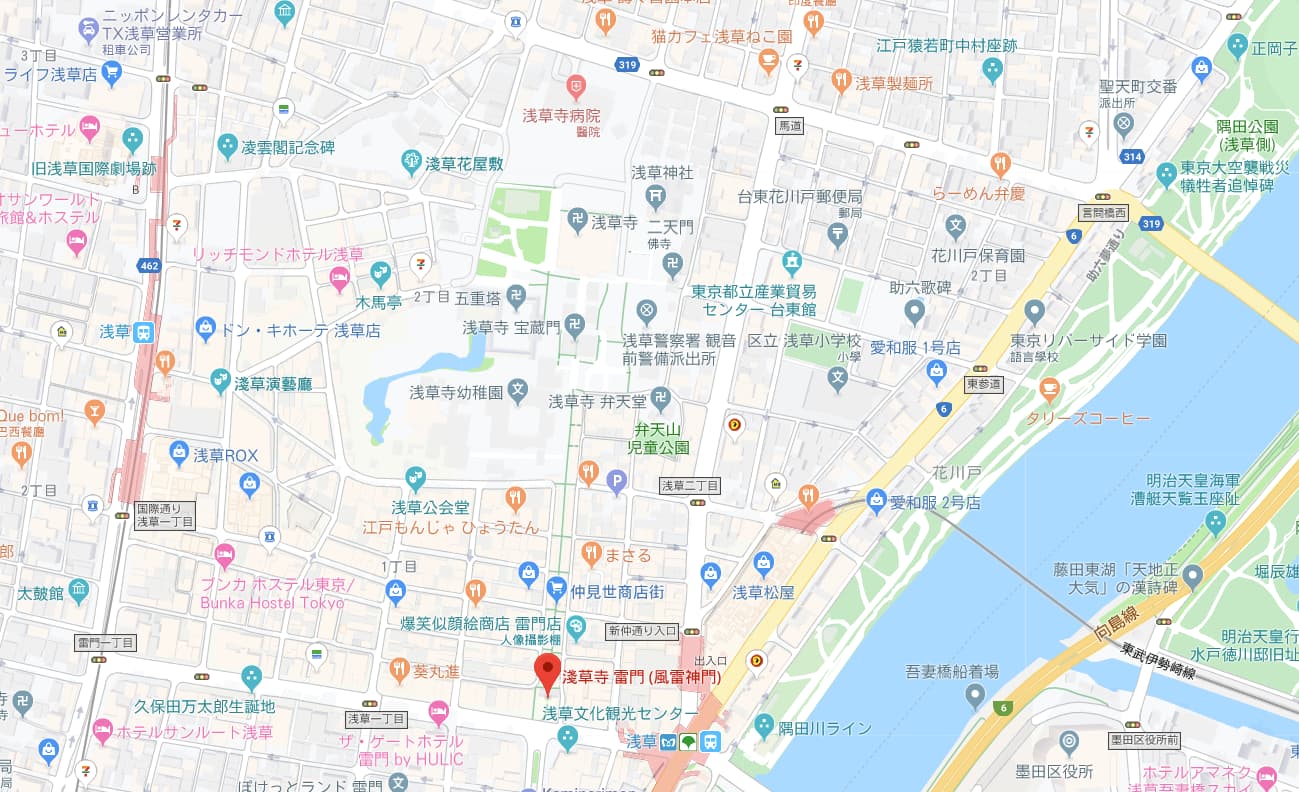 ニッポンレンタカー
TX浅草営業所
租車公司
3丁目
ライフ浅草店
猫カフェ浅草ねこ園
江戸猿若町中村座跡
正岡子
319
浅草製麺所
聖天町交番
派出所
浅草寺病院
醫院
馬道
隅田公園
(浅草側)
ューホテル
凌雲閣記念碑
旧浅草国際劇場跡
B
淺草花屋敷
浅草神社
314
東京大空襲戦災
犠牲者追悼碑
らーめん弁慶
台東花川戸郵便局
郵局
言問橋西
319
6
オサンワールド
旅館&ホステル
浅草寺
二天門
佛寺
花川戸保育園
2丁目
助六夢通り
リッチモンドホテル浅草
462
木馬亭
2丁目
五重塔
東京都立産業貿易
センター 台東館
助六歌碑
浅草
ドン・キホーテ 浅草店
浅草寺 宝蔵門
浅草警察署 観音
前警備派出所
区立 浅草小学校
小學
愛和服 1号店
東京リバーサイド学園
語言學校
淺草演藝廳
浅草寺幼稚園
浅草寺 弁天堂
東参道
6
タリーズコーヒー
Que bom!
巴西餐廳
弁天山
児童公園
浅草ROX
2丁目
花川戸
明治天皇海軍
漕艇天覧玉座阯
浅草二丁目
P
浅草公会堂
江戸もんじゃ ひょうたん
愛和服 2号店
国際通り
浅草一丁目
郎
まさる
1丁目
ブンカ ホステル東京/
Bunka Hostel Tokyo
太鼓館
仲見世商店街
浅草松屋
藤田東湖「天地正
大気」の漢詩碑
堀辰雄
向島線
爆笑似顔絵商店 雷門店
人像攝影棚
新仲通り入口
雷門一丁目
明治天皇行
水戸徳川邸旧址
東武伊勢崎線
出入口
葵丸進
淺草寺 雷門 (風雷神門)
吾妻橋船着場
6
久保田万太郎生誕地
浅草一丁目
浅草文化観光センター
隅田川ライン
ホテルサンルート浅草
ザ・ゲートホテル
雷門 by HULIC
浅草
墨田区役所前
墨田区役所
ホテルアマネク
浅草吾妻橋スカイ
ぽけっとランド 雷門
Kaminarimon